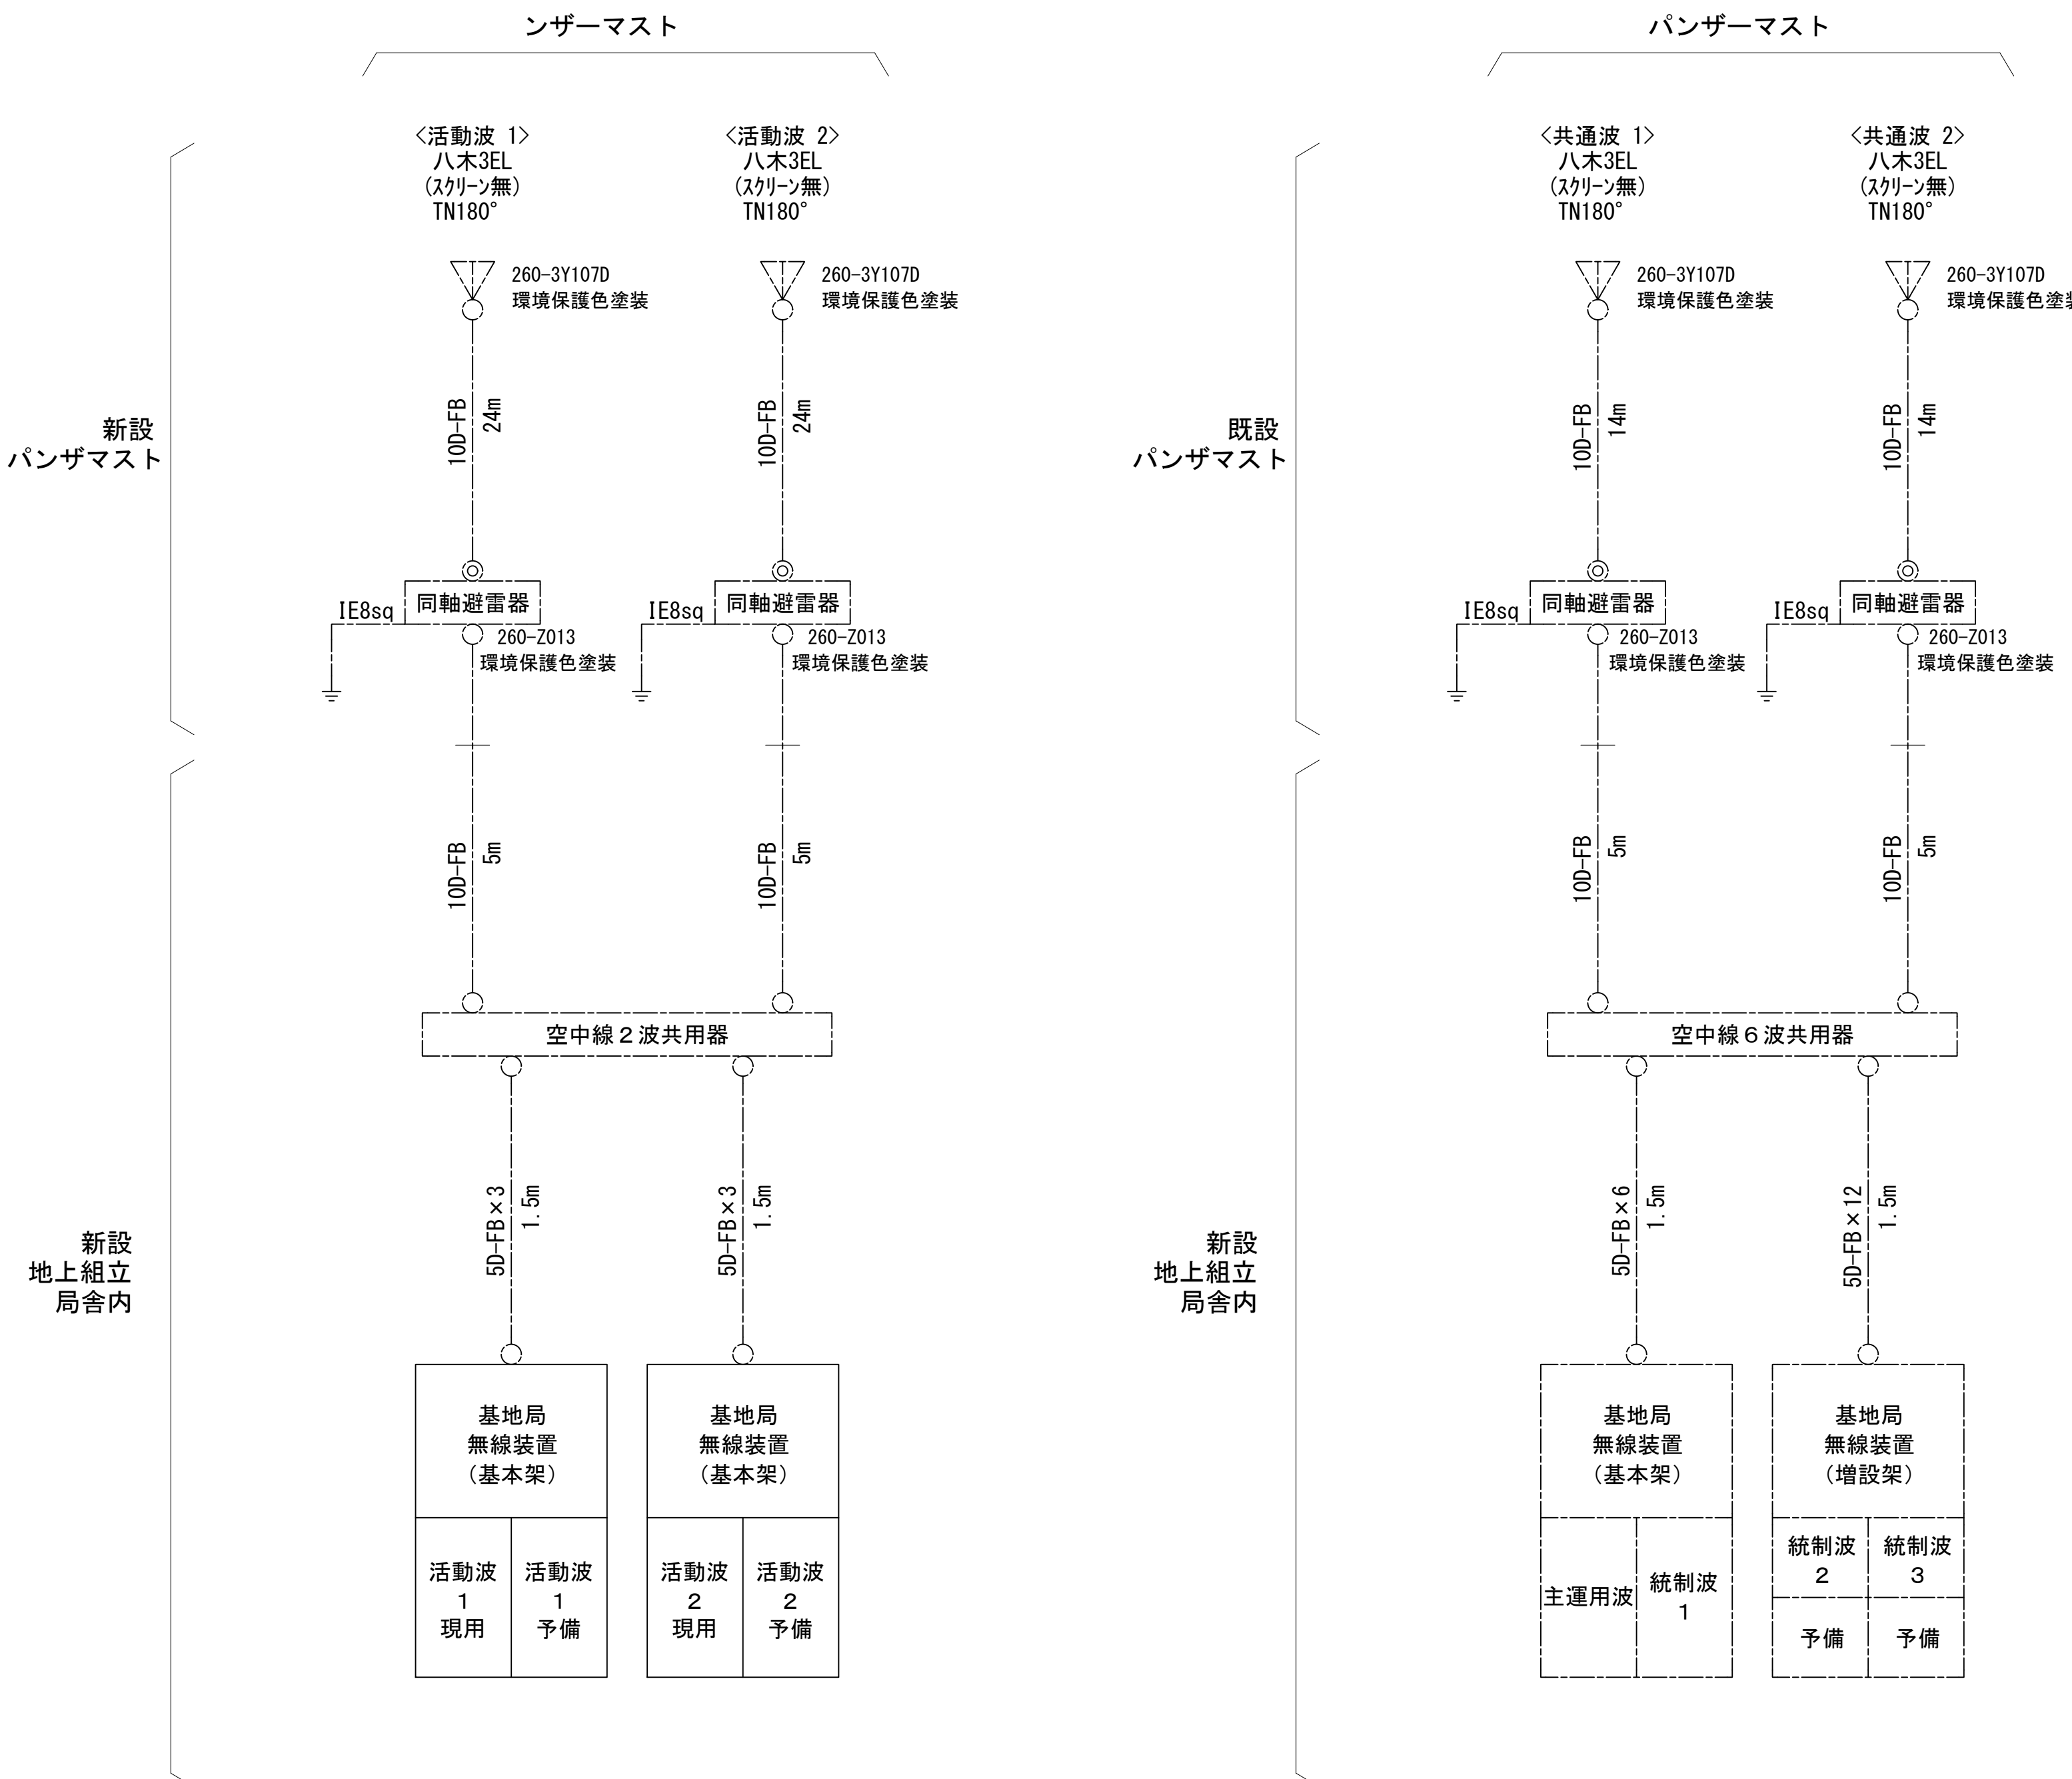 ンザーマスト
<活動波 1>
八木3EL
(ｽｸﾘｰﾝ無)
TN180°
<活動波 2>
八木3EL
(ｽｸﾘｰﾝ無)
TN180°
260-3Y107D
環境保護色塗装
260-3Y107D
環境保護色塗装
新設
パンザマスト
10D-FB
24m
10D-FB
24m
IE8sq
同軸避雷器
IE8sq
同軸避雷器
260-Z013
環境保護色塗装
260-Z013
環境保護色塗装
10D-FB
5m
10D-FB
5m
空中線２波共用器
5D-FB×3
1.5m
5D-FB×3
1.5m
新設
地上組立
局舎内
基地局
無線装置
(基本架)
基地局
無線装置
(基本架)
活動波
１
現用
活動波
１
予備
活動波
２
現用
活動波
２
予備
パンザーマスト
<共通波 1>
八木3EL
(ｽｸﾘｰﾝ無)
TN180°
<共通波 2>
八木3EL
(ｽｸﾘｰﾝ無)
TN180°
260-3Y107D
環境保護色塗装
260-3Y107D
環境保護色塗
既設
パンザマスト
10D-FB
14m
10D-FB
14m
IE8sq
同軸避雷器
IE8sq
同軸避雷器
260-Z013
環境保護色塗装
260-Z013
環境保護色塗装
10D-FB
5m
10D-FB
5m
空中線６波共用器
5D-FB×6
1.5m
5D-FB×12
1.5m
新設
地上組立
局舎内
基地局
無線装置
(基本架)
基地局
無線装置
(増設架)
主運用波
統制波
１
統制波
２
統制波
３
予備
予備